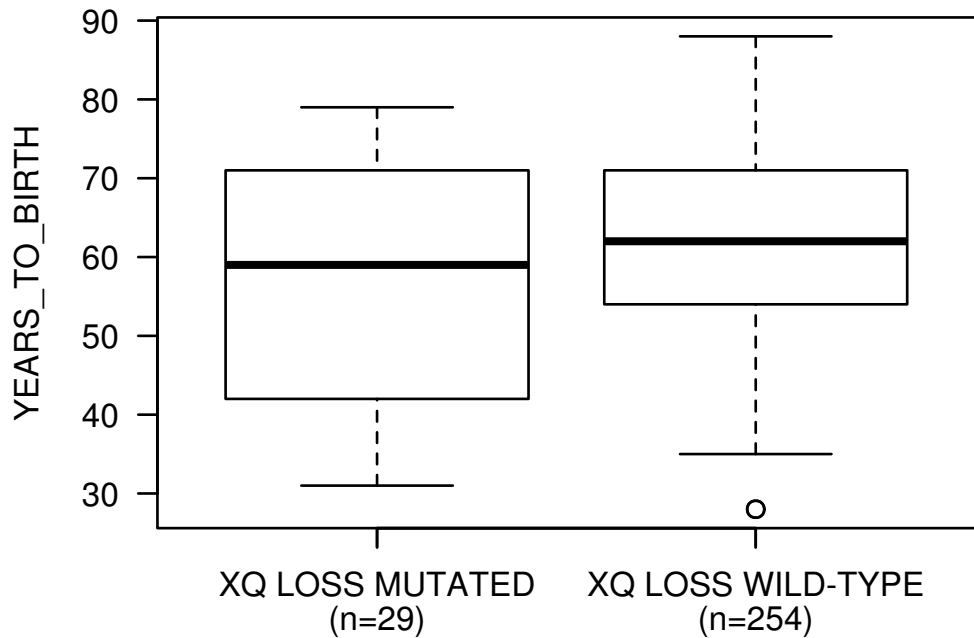 YEARS_TO_BIRTH
90
80
70
60
50
40
30
XQ LOSS MUTATED
(n=29)
XQ LOSS WILD-TYPE
(n=254)